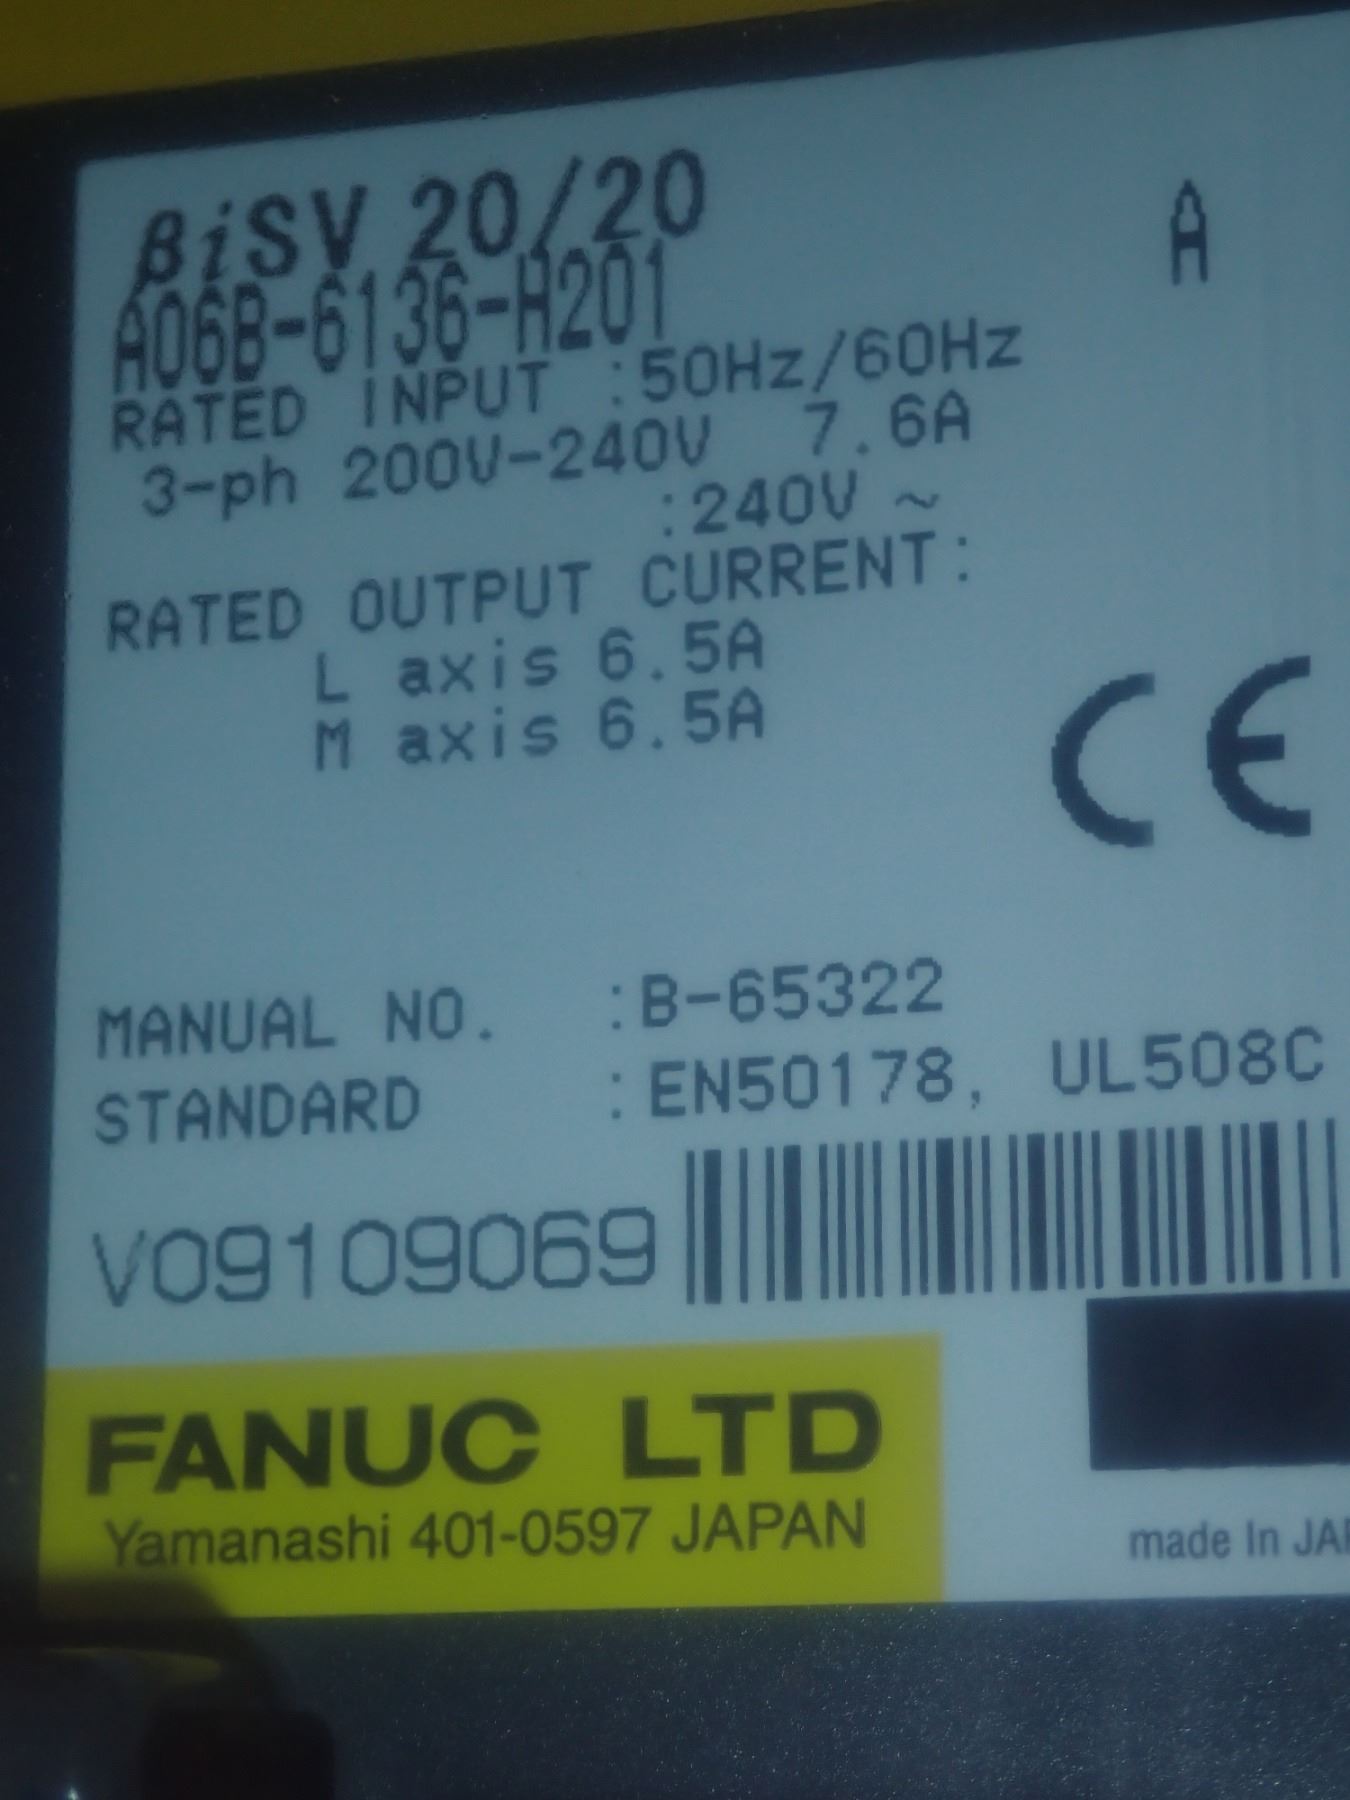 βiSV 20/20 A
A06B-6136-H201
RATED INPUT :50Hz/60Hz
3-ph 200V-240V 7.6A
:240V ~
RATED OUTPUT CURRENT:
L axis 6.5A
M axis 6.5A
CE
MANUAL NO. :B-65322
STANDARD :EN50178, UL508C
V09109069
FANUC LTD
Yamanashi 401-0597 JAPAN
made In